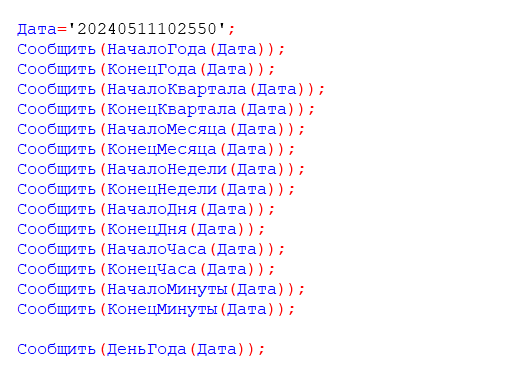 Дата='20240511102550';
Сообщить(НачалоГода(Дата));
Сообщить(КонецГода(Дата));
Сообщить(НачалоКвартала(Дата));
Сообщить(КонецКвартала(Дата));
Сообщить(НачалоМесяца(Дата));
Сообщить(КонецМесяца(Дата));
Сообщить(НачалоНедели(Дата));
Сообщить(КонецНедели(Дата));
Сообщить(НачалоДня(Дата));
Сообщить(КонецДня(Дата));
Сообщить(НачалоЧаса(Дата));
Сообщить(КонецЧаса(Дата));
Сообщить(НачалоМинуты(Дата));
Сообщить(КонецМинуты(Дата));
Сообщить(ДеньГода(Дата));